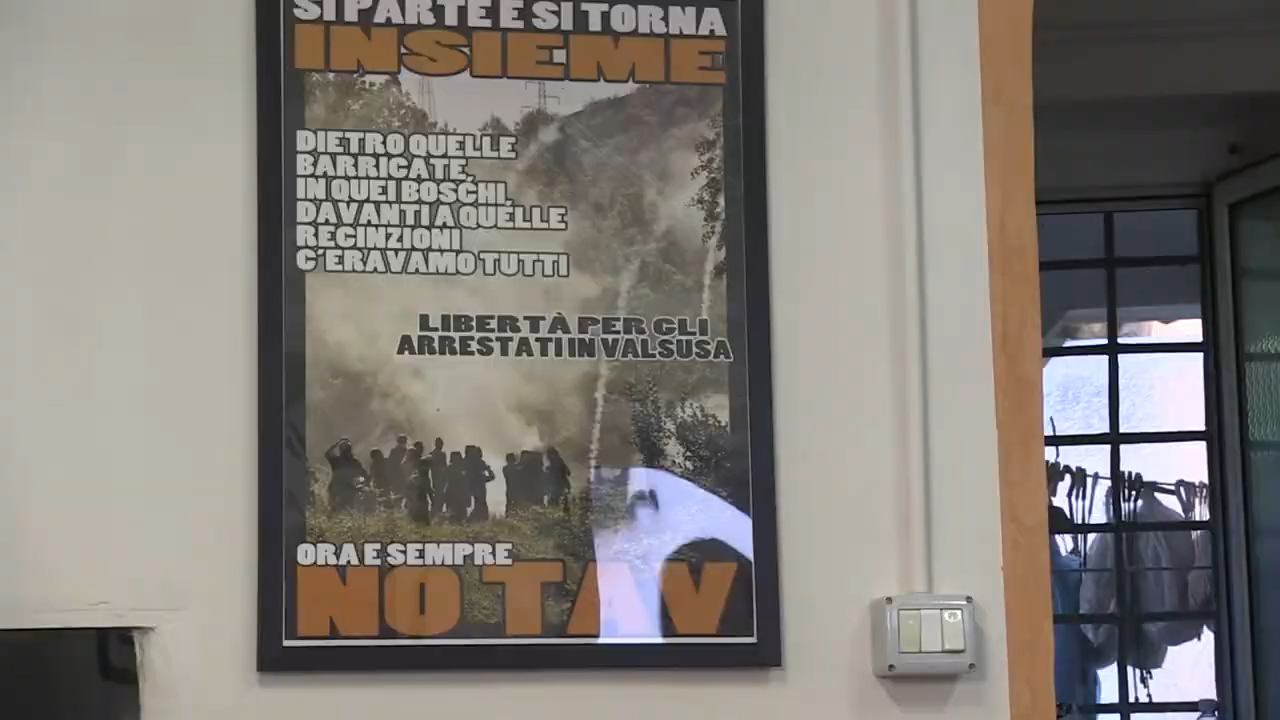 SI PARTE E SI TORNA
INSIEME
DIETRO QUELLE
BARRICATE,
IN QUEI BOSCHI,
DAVANTI A QUELLE
RECINZIONI
C'ERAVAMO TUTTI
LIBERTÀ PER GLI
ARRESTATI IN VALSUSA
ORA E SEMPRE
NO TAV